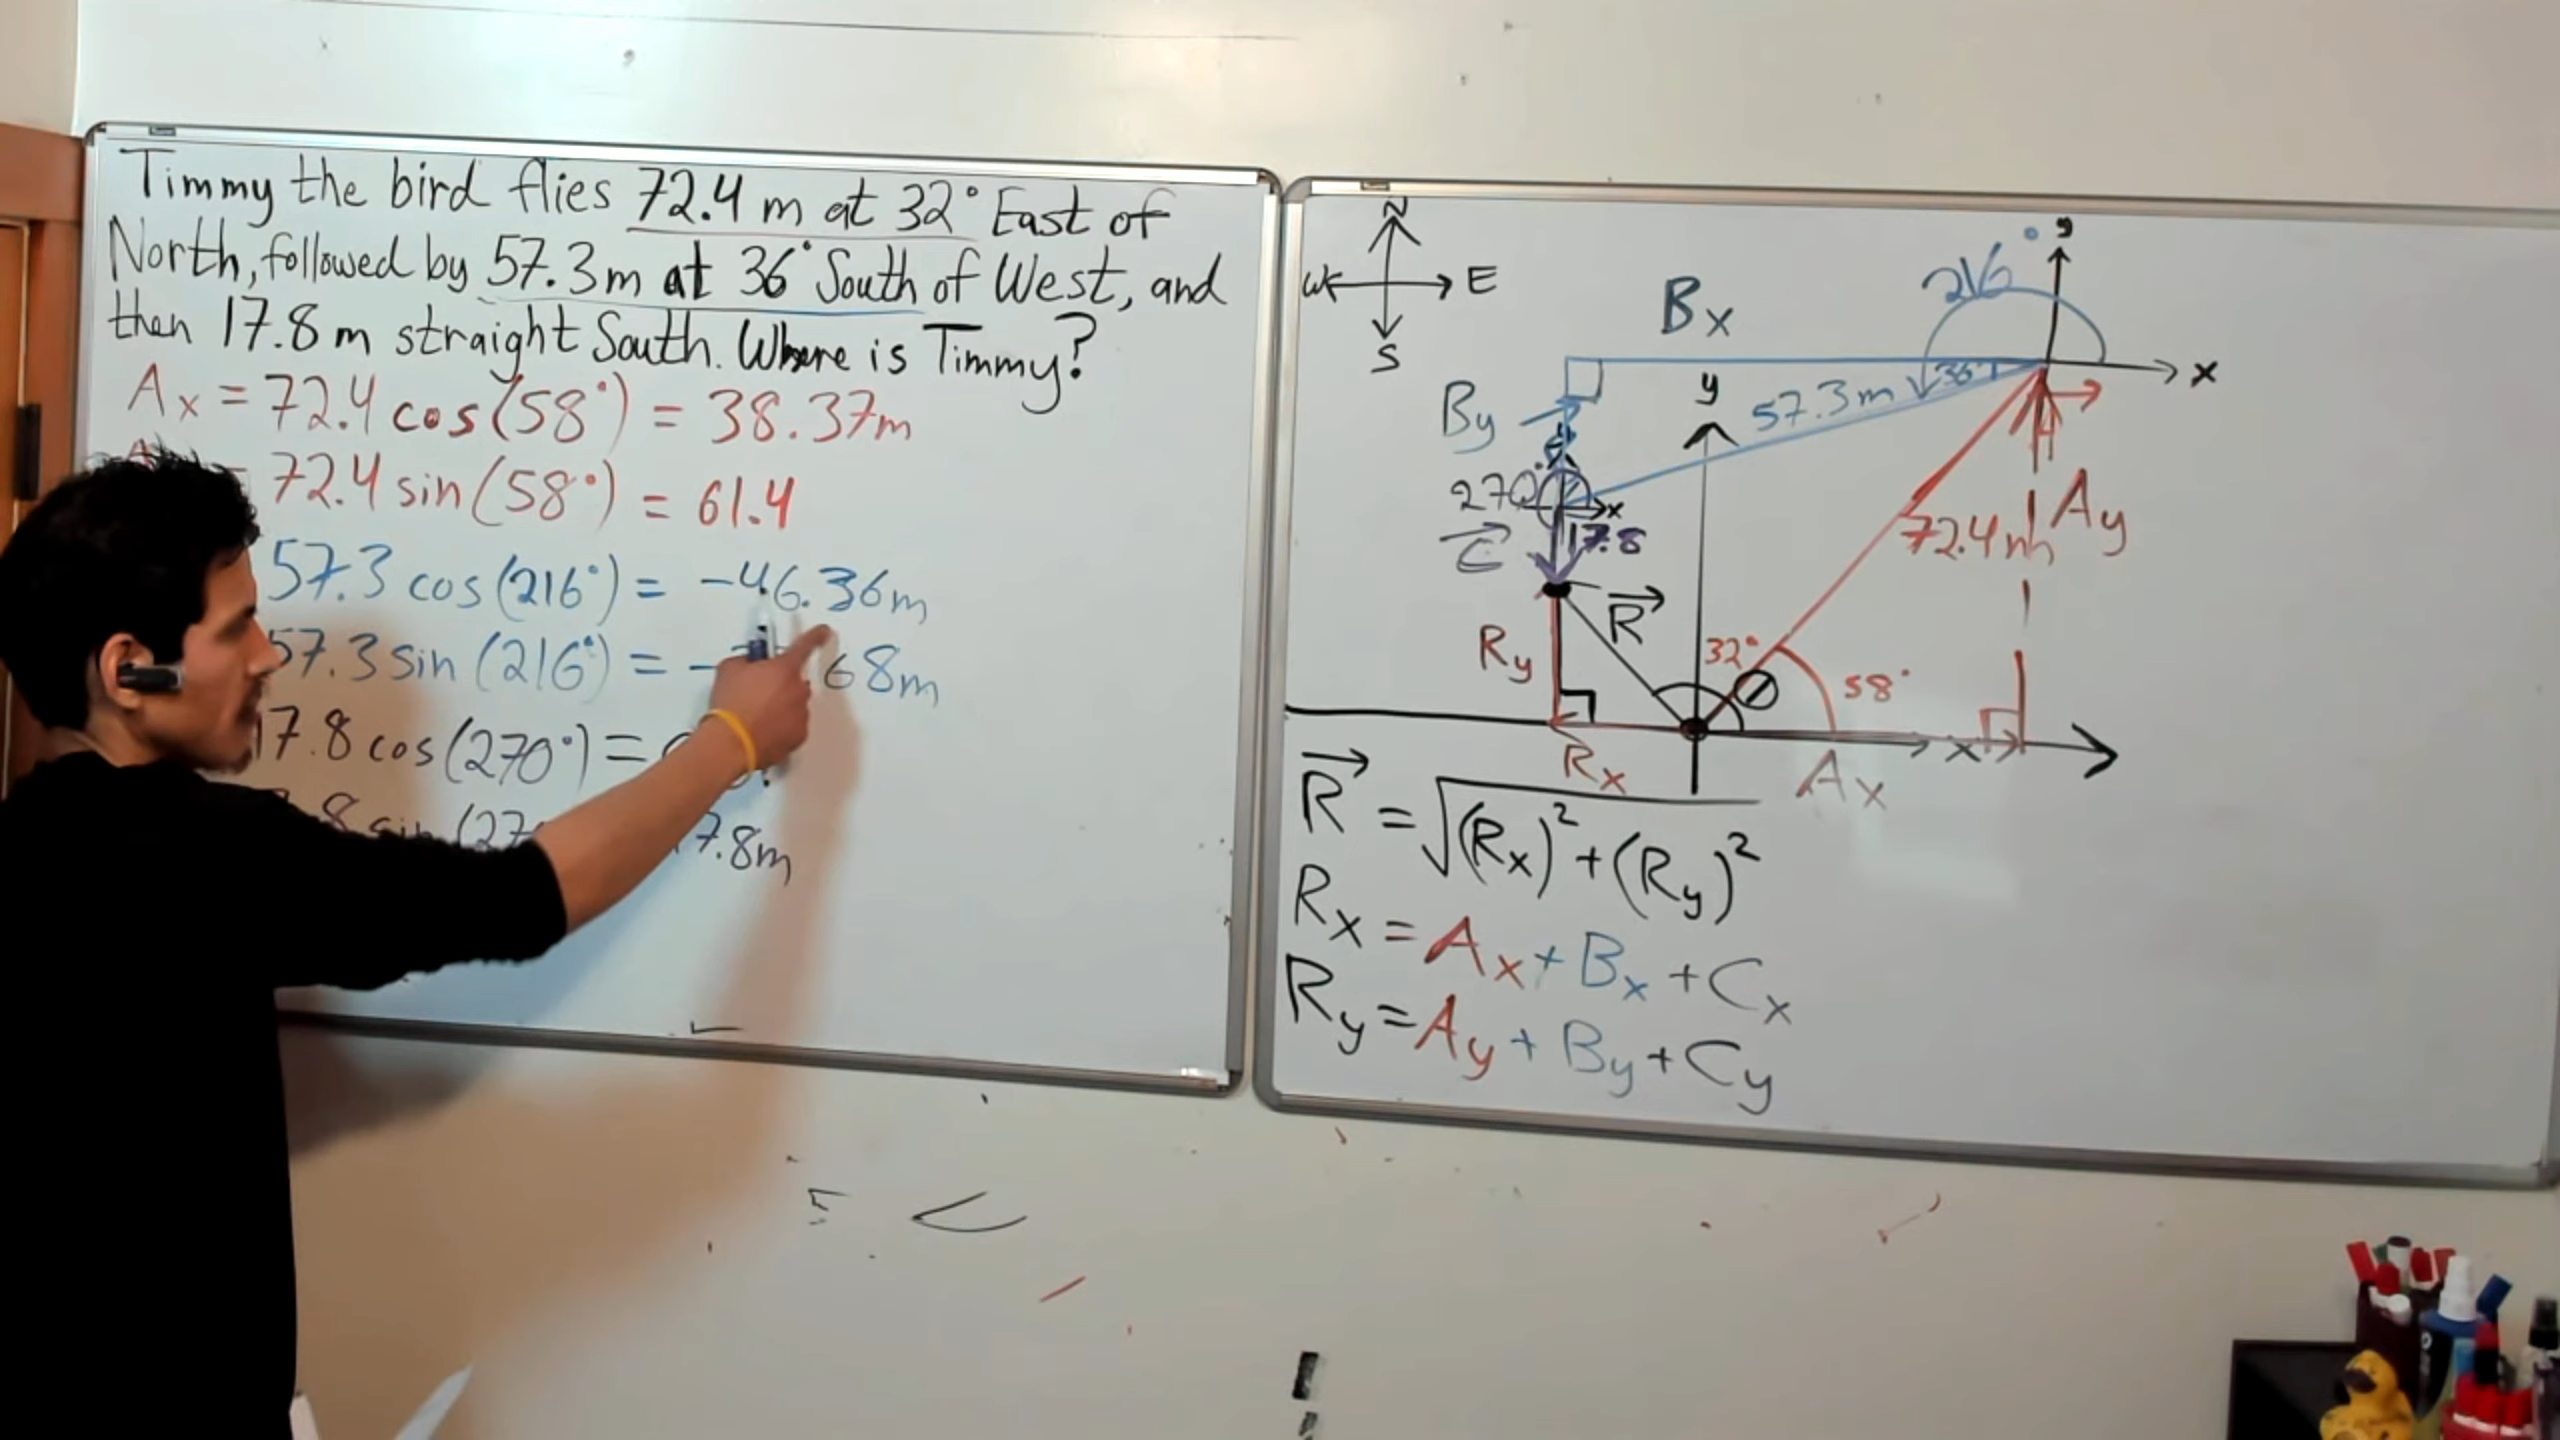 Timmy the bird flies 72.4 m at 32° East of
North, followed by 57.3m at 36° South of West, and
then 17.8 m straight South. Where is Timmy?
Ax = 72.4 cos(58°) = 38.37m
72.4 sin(58°) = 61.4
57.3 cos(216°) = -46.36m
57.3 sin(216°) = - 68m
17.8 cos(270°) =
8 sin(27 7.8m
N
W E
S
216°
y
x
Bx
36°
57.3m
By
y
270°
x
17.8
C
R
Ry
Rx
32°
58°
72.4m
Ay
x
Ax
R = √(Rx)² + (Ry)²
Rx = Ax + Bx + Cx
Ry = Ay + By + Cy